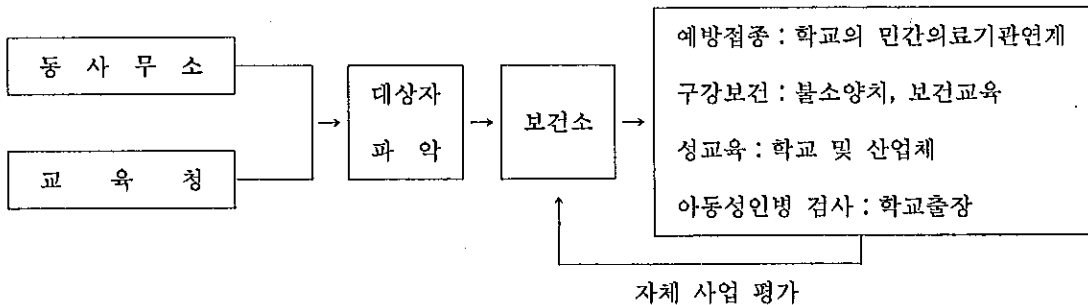 동 사 무 소
교 육 청
대상자
파 악
보건소
예방접종 : 학교의 민간의료기관연계
구강보건 : 불소양치, 보건교육
성교육 : 학교 및 산업체
아동성인병 검사 : 학교출장
자체 사업 평가